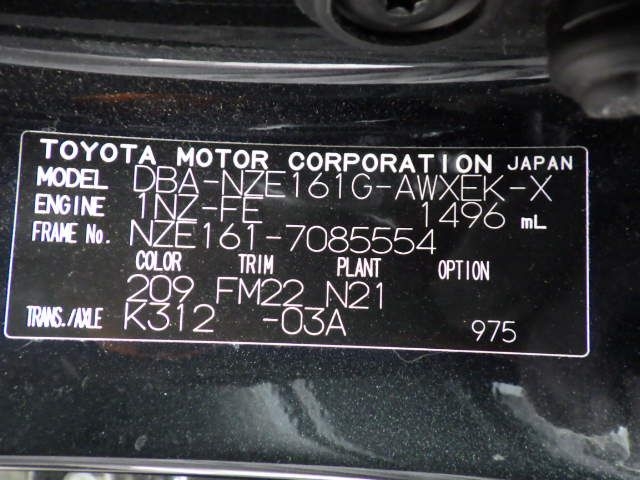 TOYOTA MOTOR CORPORATION JAPAN
MODEL DBA-NZE161G-AWXEK-X
ENGINE 1NZ-FE 1496 mL
FRAME No. NZE161-7085554
COLOR TRIM PLANT OPTION
209 FM22 N21
TRANS./AXLE K312 -03A 975